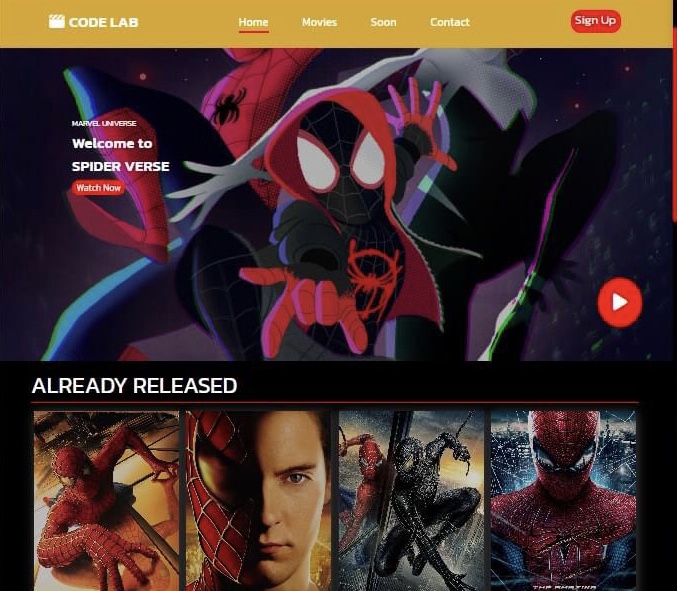 CODE LAB
Home Movies Soon Contact
Sign Up
MARVEL UNIVERSE
Welcome to
SPIDER VERSE
Watch Now
ALREADY RELEASED
THE AMAZING